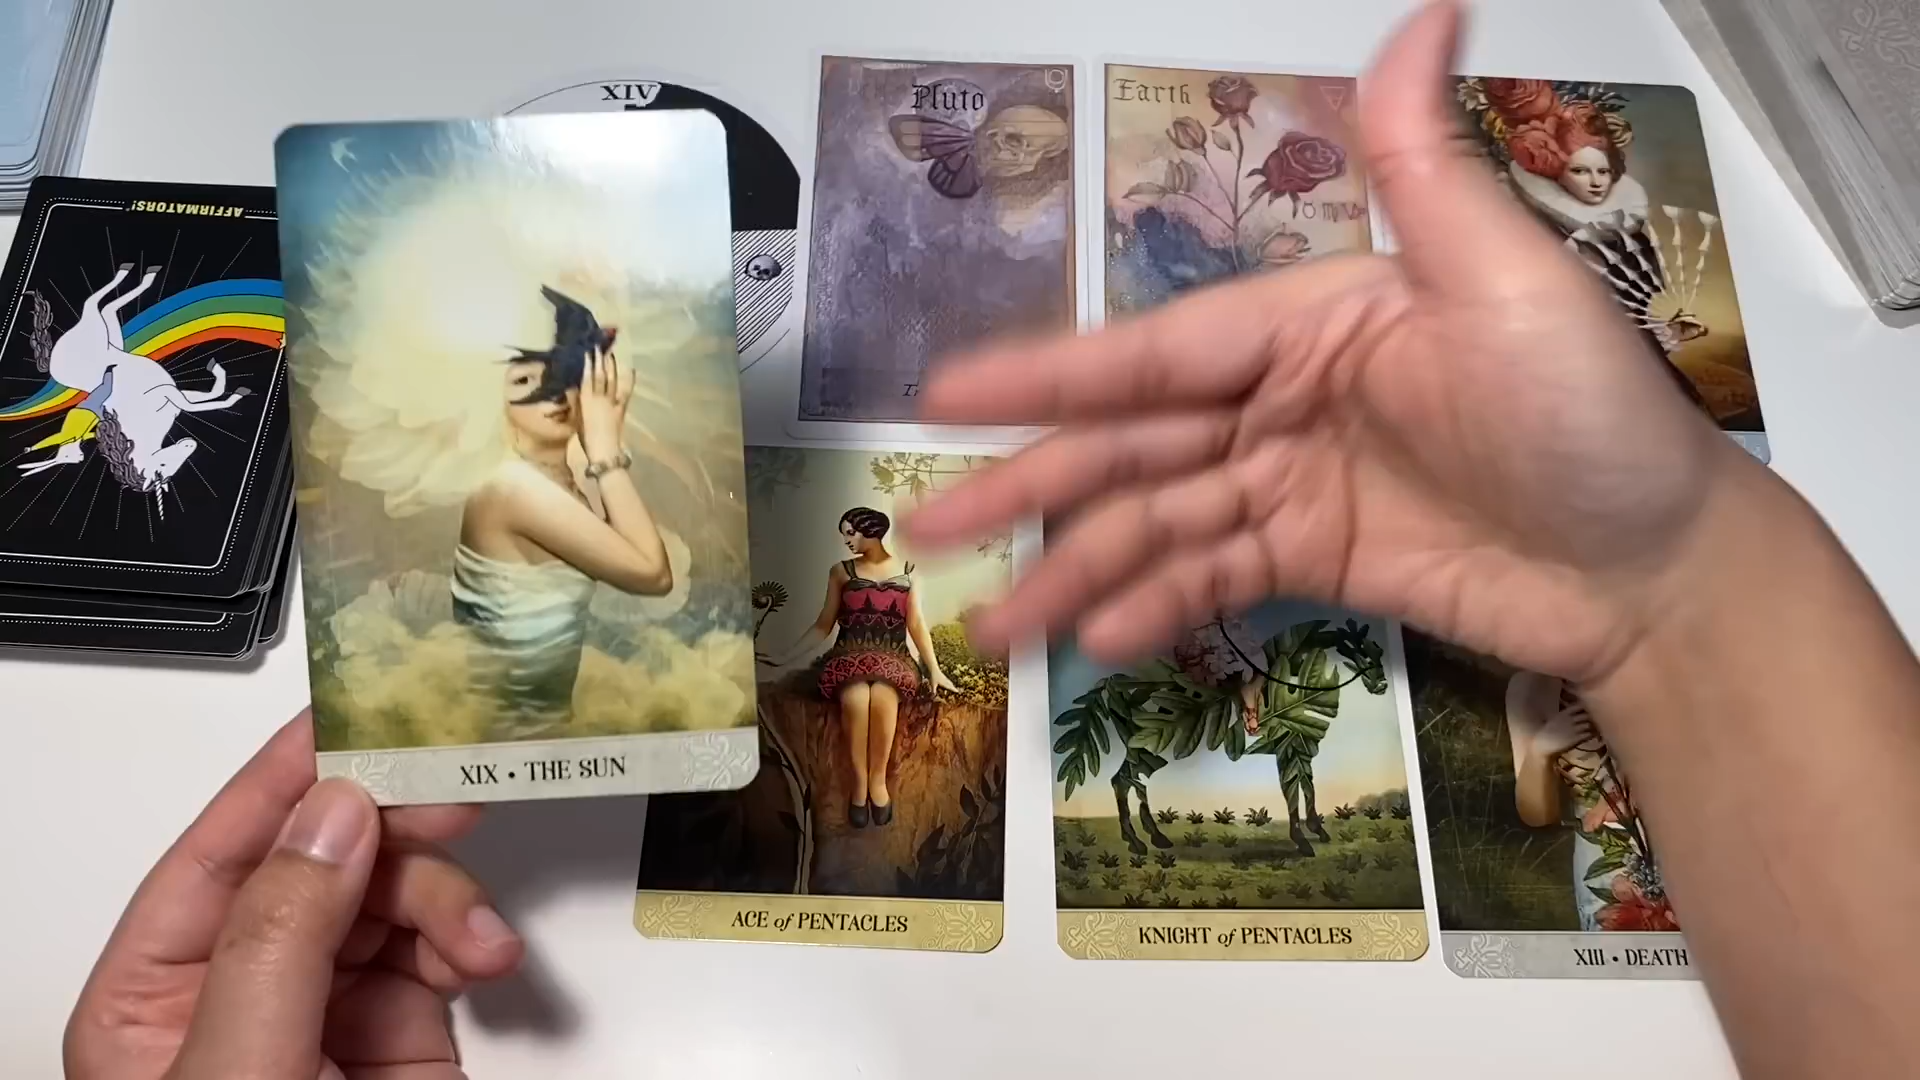 XIV
Pluto
Earth
AFFIRMATORS!
XIX • THE SUN
ACE of PENTACLES
KNIGHT of PENTACLES
XIII • DEATH